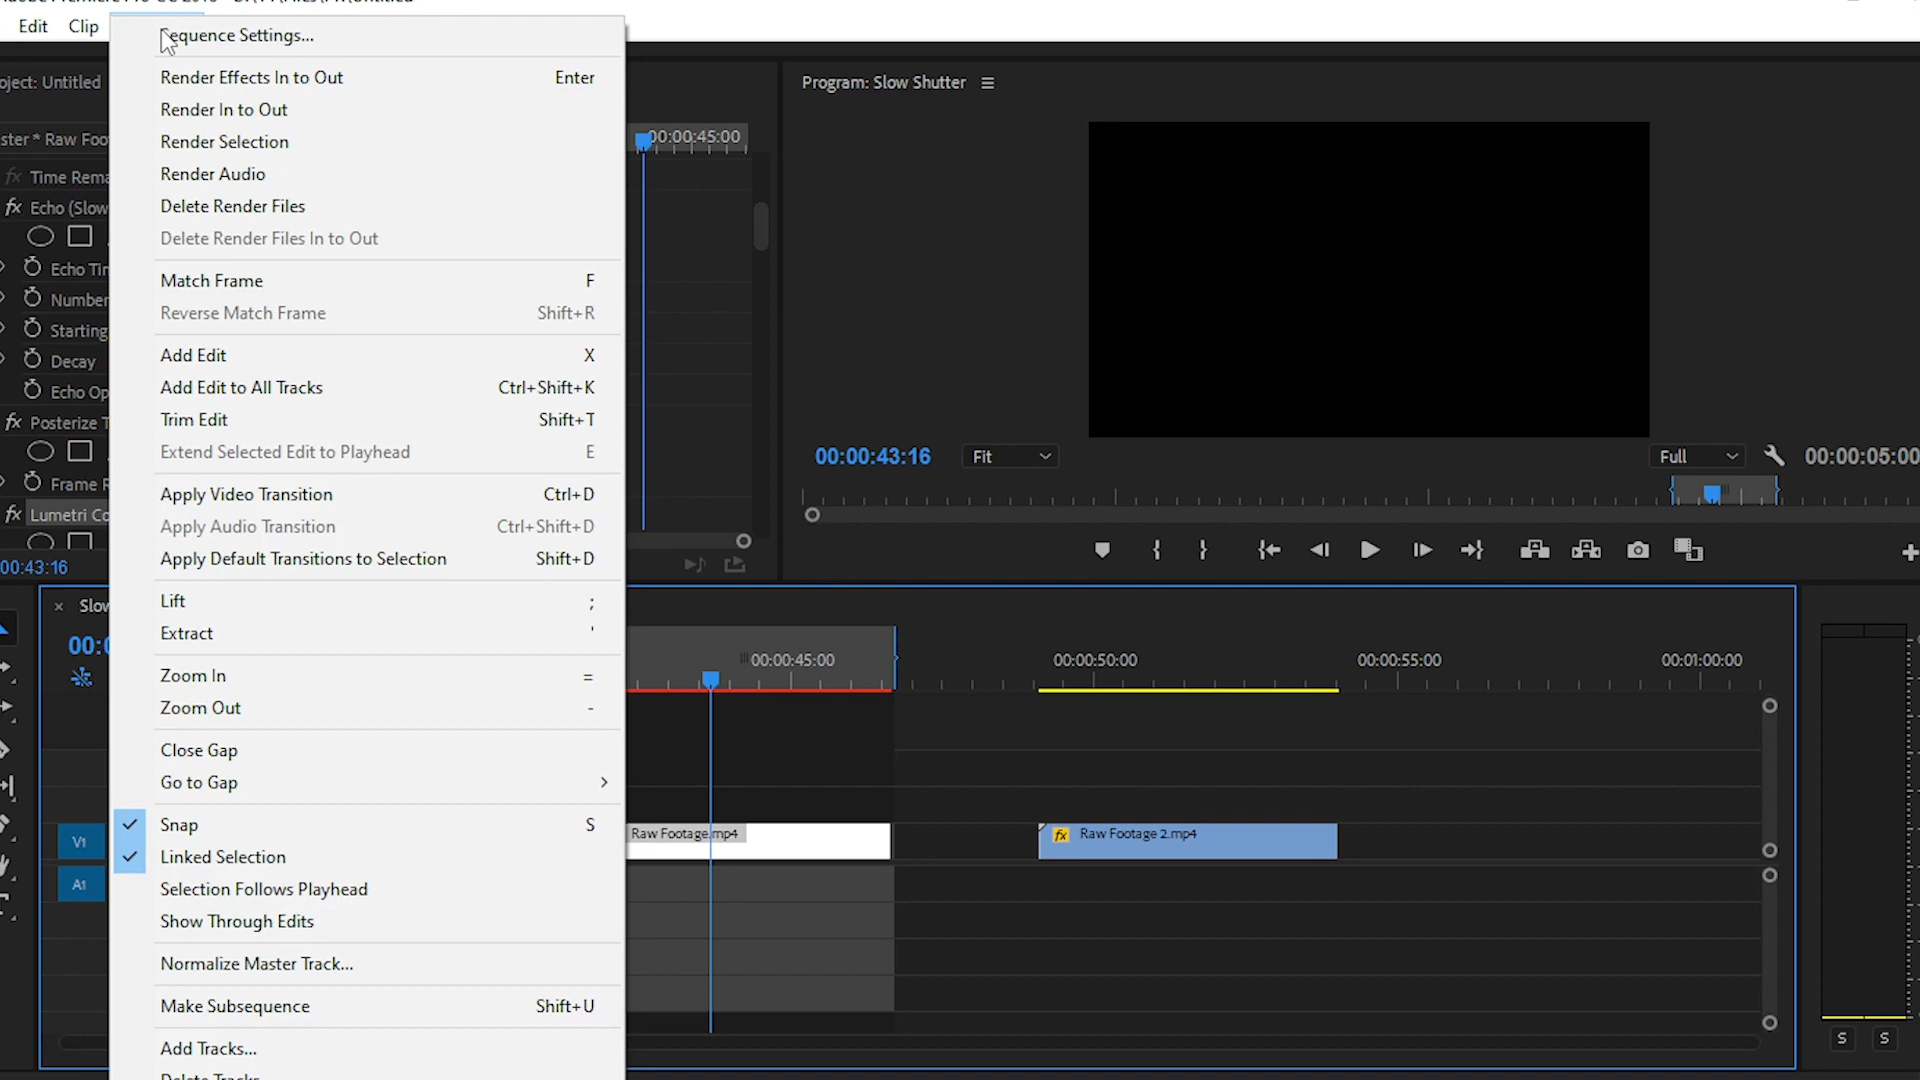 Edit Clip
Sequence Settings...
Render Effects In to Out Enter
Render In to Out
Render Selection
Render Audio
Delete Render Files
Delete Render Files In to Out
Match Frame F
Reverse Match Frame Shift+R
Add Edit X
Add Edit to All Tracks Ctrl+Shift+K
Trim Edit Shift+T
Extend Selected Edit to Playhead E
Apply Video Transition Ctrl+D
Apply Audio Transition Ctrl+Shift+D
Apply Default Transitions to Selection Shift+D
Lift ;
Extract '
Zoom In =
Zoom Out -
Close Gap
Go to Gap
Snap S
Linked Selection
Selection Follows Playhead
Show Through Edits
Normalize Master Track...
Make Subsequence Shift+U
Add Tracks...
Delete Tracks...
oject: Untitled
ster * Raw Foo
fx Time Rema
fx Echo (Slow
Echo Tim
Number
Starting
Decay
Echo Op
fx Posterize T
Frame R
fx Lumetri Co
00:43:16
00:00:45:00
Program: Slow Shutter
00:00:43:16 Fit Full 00:00:05:00
× Slow
00:0
00:00:45:00 00:00:50:00 00:00:55:00 00:01:00:00
V1 Raw Footage.mp4 fx Raw Footage 2.mp4
A1
S S